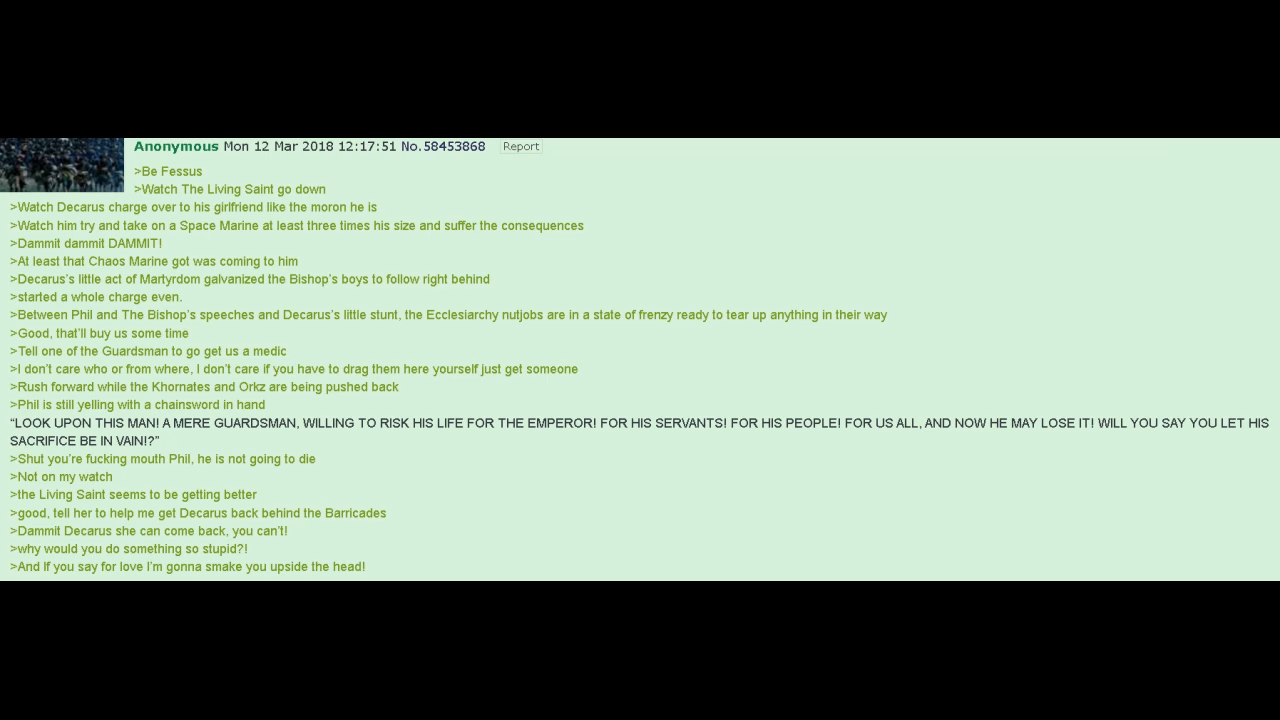 Anonymous Mon 12 Mar 2018 12:17:51 No.58453868 Report
>Be Fessus
>Watch The Living Saint go down
>Watch Decarus charge over to his girlfriend like the moron he is
>Watch him try and take on a Space Marine at least three times his size and suffer the consequences
>Dammit dammit DAMMIT!
>At least that Chaos Marine got was coming to him
>Decarus's little act of Martyrdom galvanized the Bishop's boys to follow right behind
>started a whole charge even.
>Between Phil and The Bishop's speeches and Decarus's little stunt, the Ecclesiarchy nutjobs are in a state of frenzy ready to tear up anything in their way
>Good, that'll buy us some time
>Tell one of the Guardsman to go get us a medic
>I don't care who or from where, I don't care if you have to drag them here yourself just get someone
>Rush forward while the Khornates and Orkz are being pushed back
>Phil is still yelling with a chainsword in hand
“LOOK UPON THIS MAN! A MERE GUARDSMAN, WILLING TO RISK HIS LIFE FOR THE EMPEROR! FOR HIS SERVANTS! FOR HIS PEOPLE! FOR US ALL, AND NOW HE MAY LOSE IT! WILL YOU SAY YOU LET HIS
SACRIFICE BE IN VAIN!?”
>Shut you're fucking mouth Phil, he is not going to die
>Not on my watch
>the Living Saint seems to be getting better
>good, tell her to help me get Decarus back behind the Barricades
>Dammit Decarus she can come back, you can't!
>why would you do something so stupid?!
>And If you say for love I'm gonna smake you upside the head!